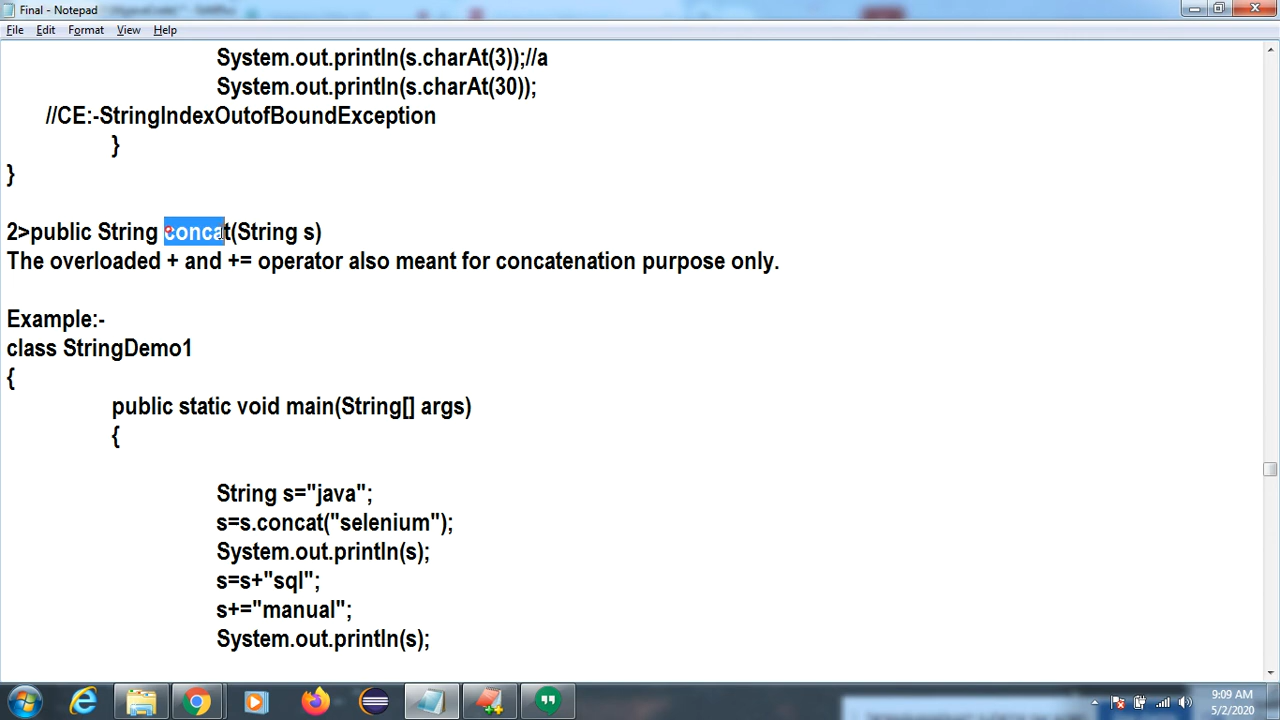 Final - Notepad
File Edit Format View Help
System.out.println(s.charAt(3));//a
System.out.println(s.charAt(30));
//CE:-StringIndexOutofBoundException
}
}
2>public String concat(String s)
The overloaded + and += operator also meant for concatenation purpose only.
Example:-
class StringDemo1
{
public static void main(String[] args)
{
String s="java";
s=s.concat("selenium");
System.out.println(s);
s=s+"sql";
s+="manual";
System.out.println(s);
9:09 AM
5/2/2020